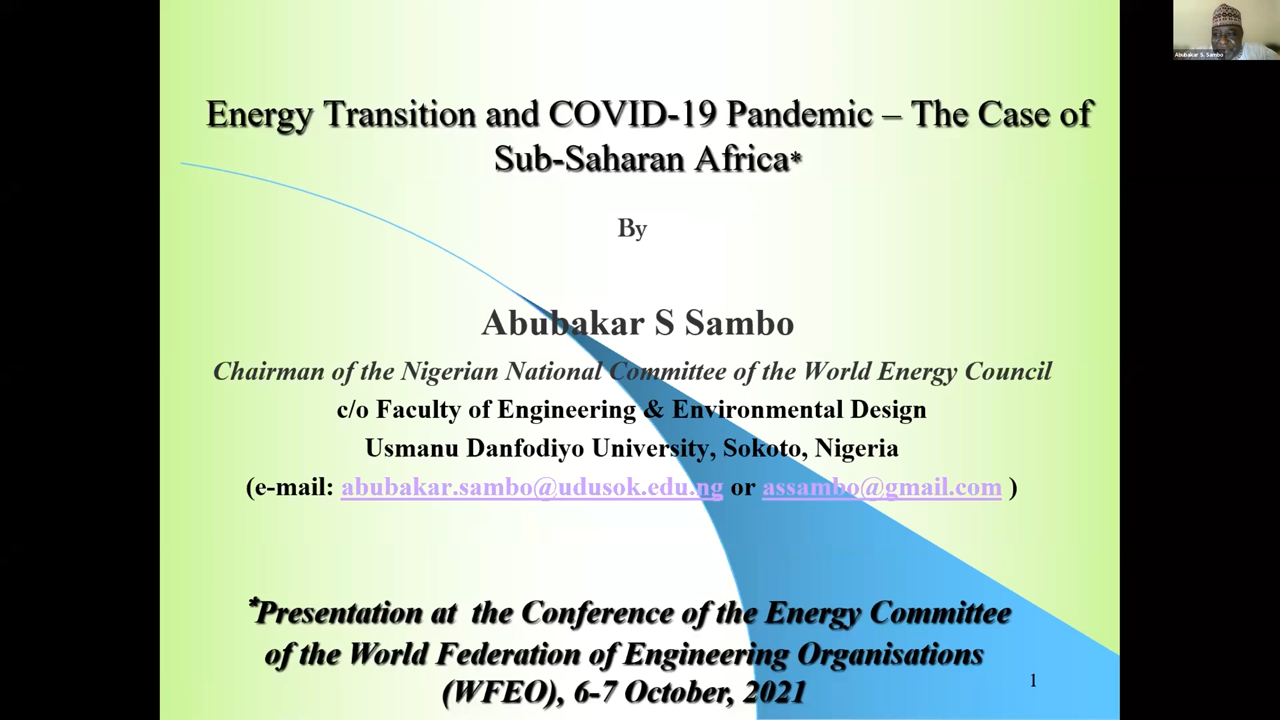 Abubakar S. Sambo
Energy Transition and COVID-19 Pandemic – The Case of
Sub-Saharan Africa*
By
Abubakar S Sambo
Chairman of the Nigerian National Committee of the World Energy Council
c/o Faculty of Engineering & Environmental Design
Usmanu Danfodiyo University, Sokoto, Nigeria
(e-mail: abubakar.sambo@udusok.edu.ng or assambo@gmail.com )
*Presentation at the Conference of the Energy Committee
of the World Federation of Engineering Organisations
(WFEO), 6-7 October, 2021
1